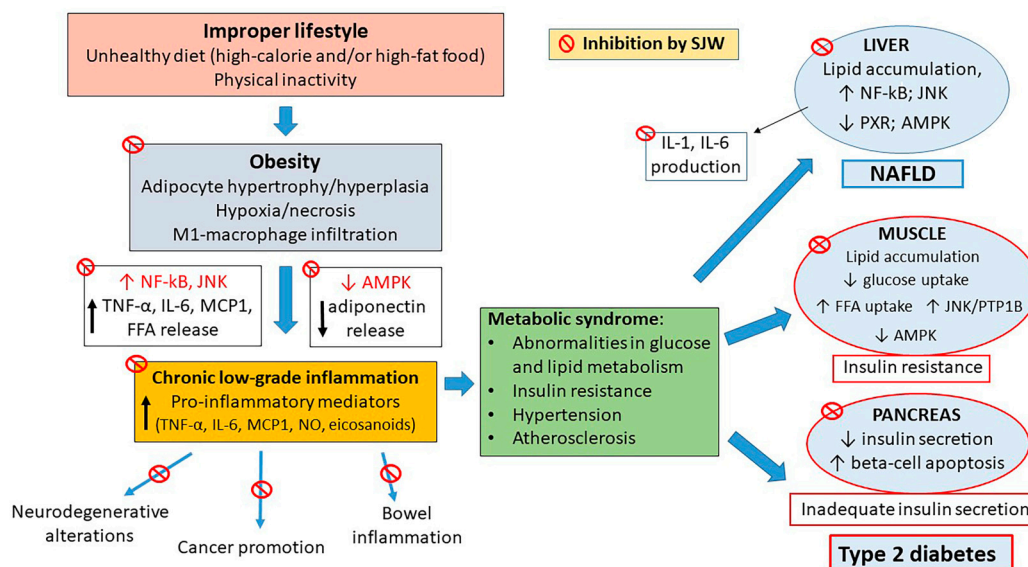 Improper lifestyle
Unhealthy diet (high-calorie and/or high-fat food)
Physical inactivity
Inhibition by SJW
Obesity
Adipocyte hypertrophy/hyperplasia
Hypoxia/necrosis
M1-macrophage infiltration
↑ NF-kB, JNK
↑ TNF-α, IL-6, MCP1,
FFA release
↓ AMPK
↓ adiponectin
release
Chronic low-grade inflammation
↑ Pro-inflammatory mediators
(TNF-α, IL-6, MCP1, NO, eicosanoids)
Neurodegenerative
alterations
Cancer promotion
Bowel
inflammation
Metabolic syndrome:
• Abnormalities in glucose
and lipid metabolism
• Insulin resistance
• Hypertension
• Atherosclerosis
LIVER
Lipid accumulation,
↑ NF-kB; JNK
↓ PXR; AMPK
IL-1, IL-6
production
NAFLD
MUSCLE
Lipid accumulation
↓ glucose uptake
↑ FFA uptake ↑ JNK/PTP1B
↓ AMPK
Insulin resistance
PANCREAS
↓ insulin secretion
↑ beta-cell apoptosis
Inadequate insulin secretion
Type 2 diabetes